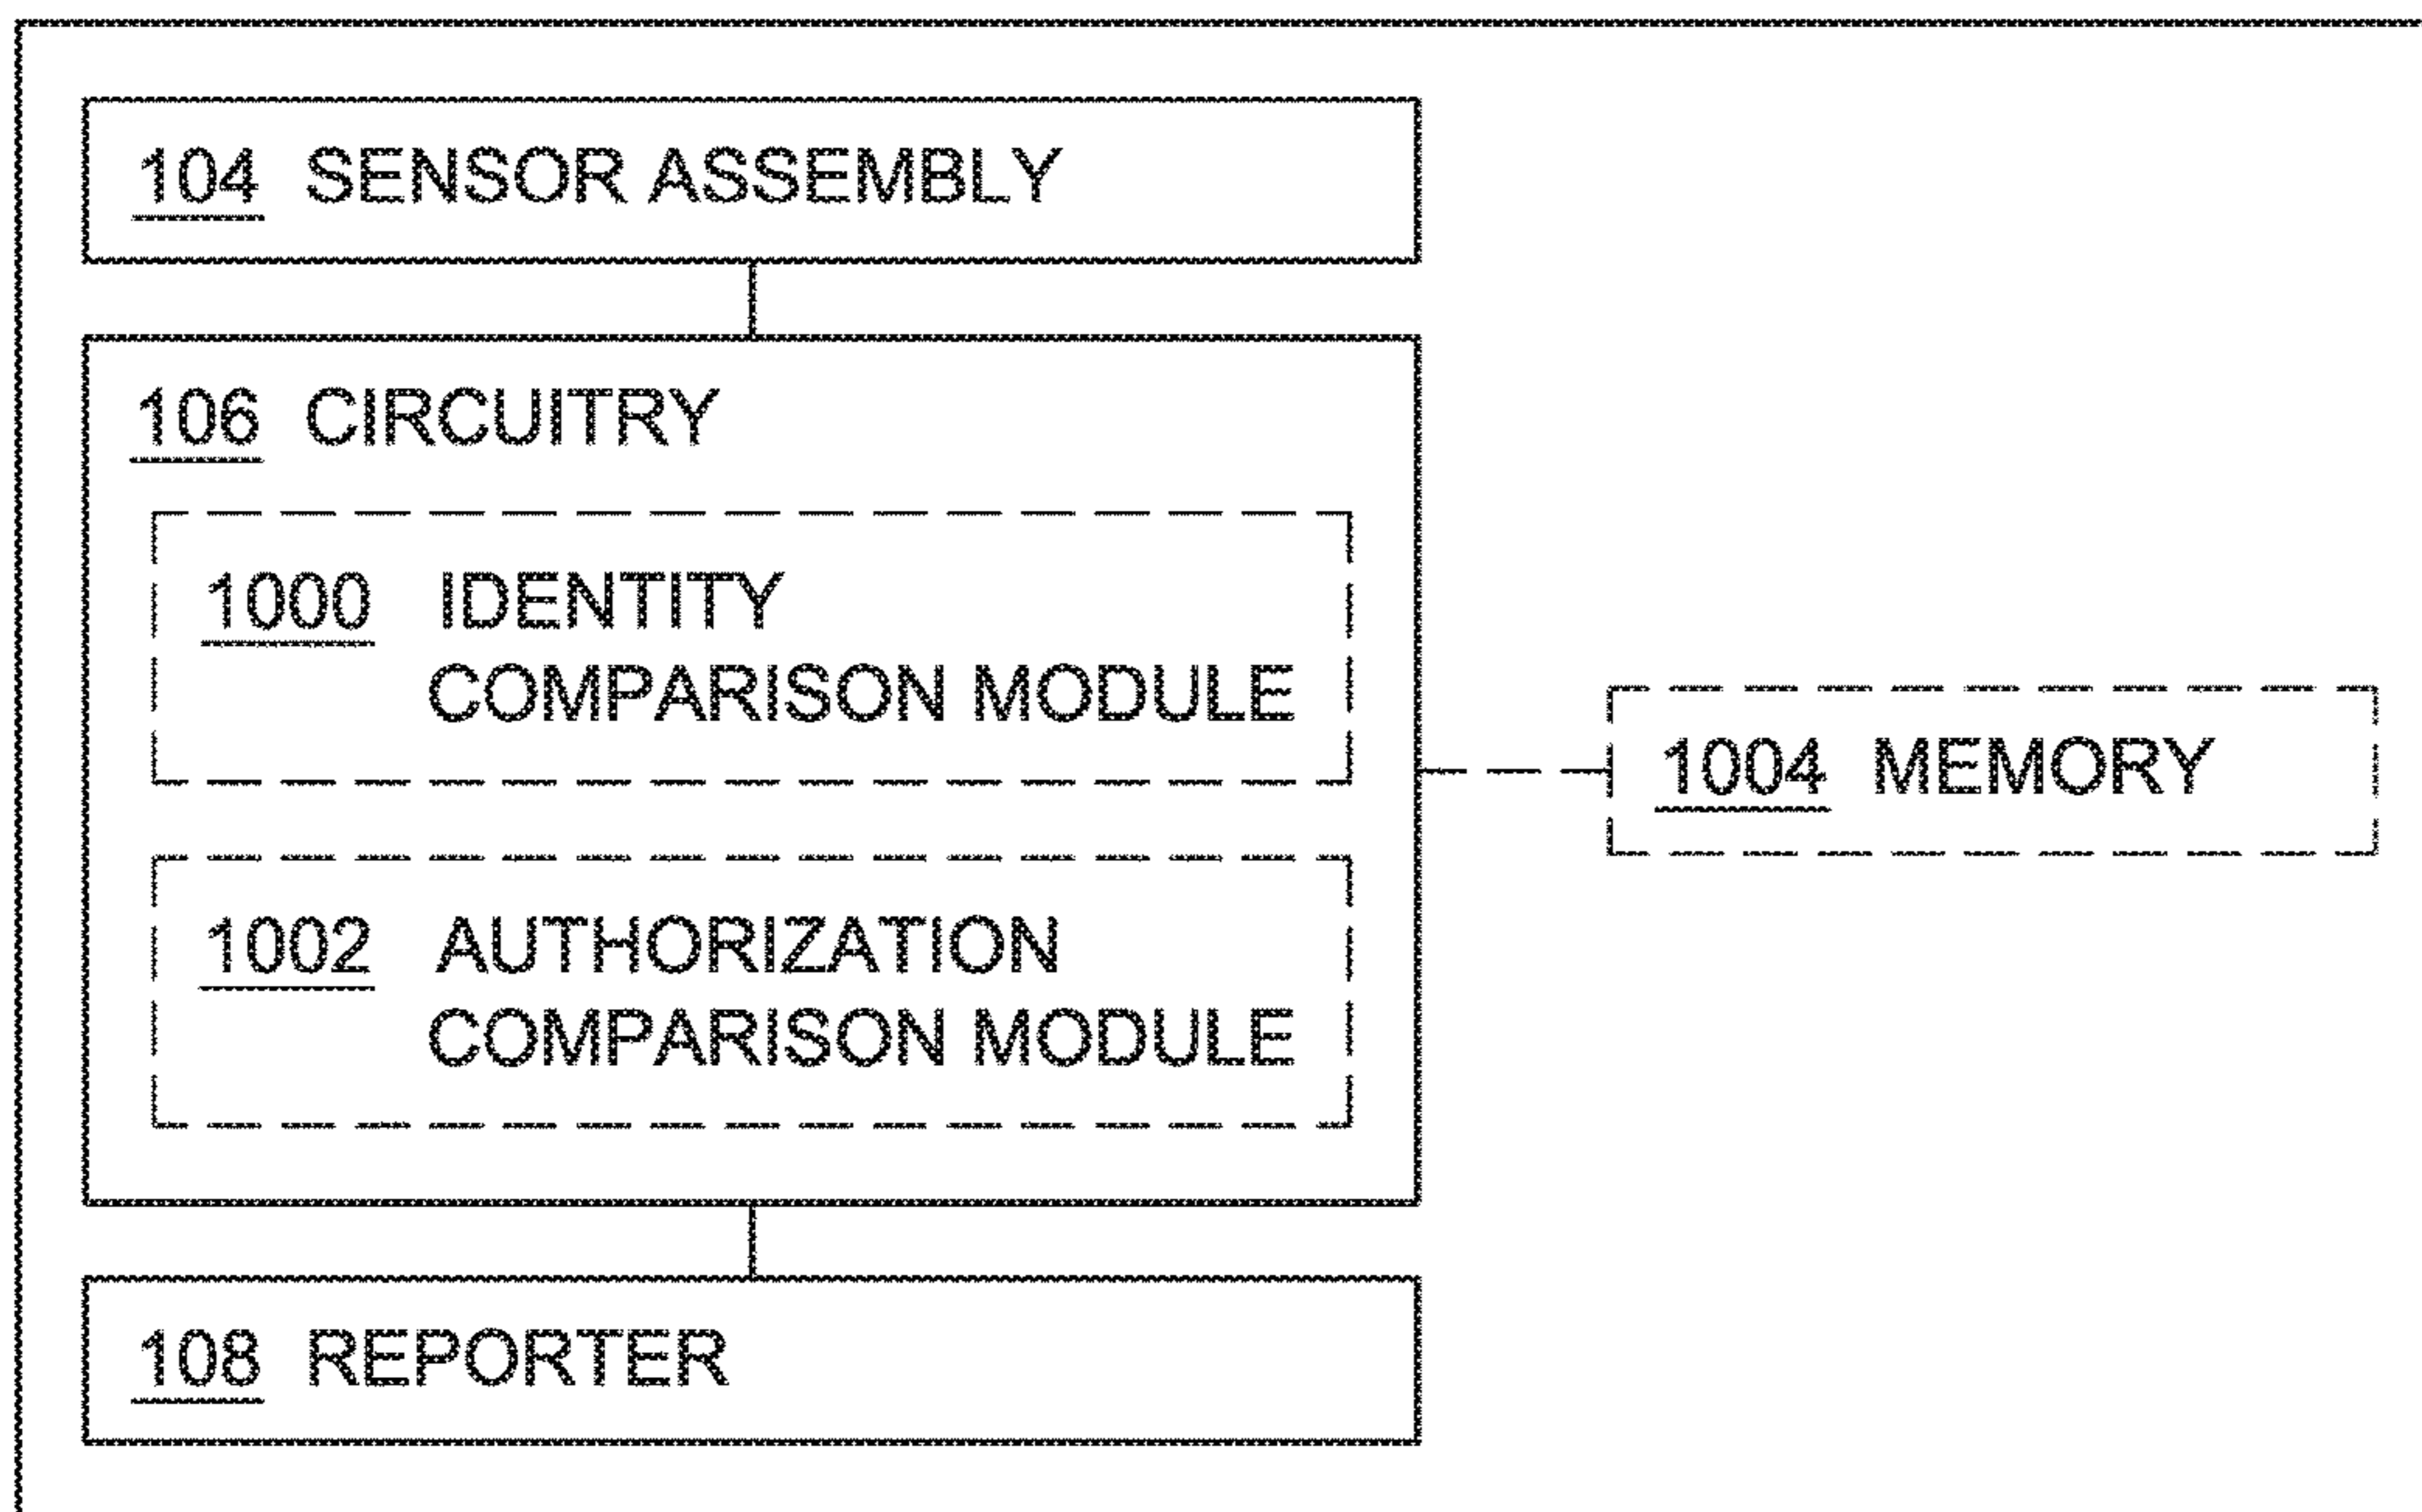 104 SENSOR ASSEMBLY
106 CIRCUITRY
1000 IDENTITY
COMPARISON MODULE
1004 MEMORY
1002 AUTHORIZATION
COMPARISON MODULE
108 REPORTER